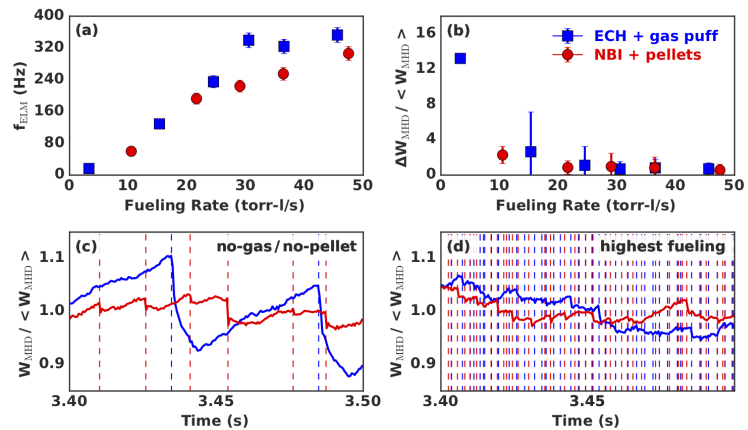 (a)
400
320
240
160
80
0
f_ELM (Hz)
0 10 20 30 40 50
Fueling Rate (torr-l/s)
(b)
ECH + gas puff
NBI + pellets
16
12
8
4
0
ΔW_MHD / < W_MHD >
0 10 20 30 40 50
Fueling Rate (torr-l/s)
(c) no-gas/no-pellet
1.1
1.0
0.9
W_MHD / < W_MHD >
3.40 3.45 3.50
Time (s)
(d) highest fueling
1.1
1.0
0.9
W_MHD / < W_MHD >
3.40 3.45
Time (s)